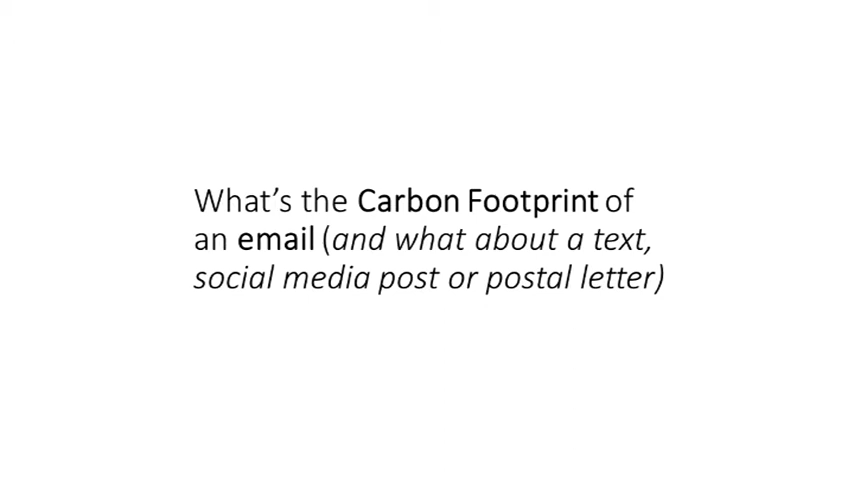 What’s the Carbon Footprint of
an email (and what about a text,
social media post or postal letter)